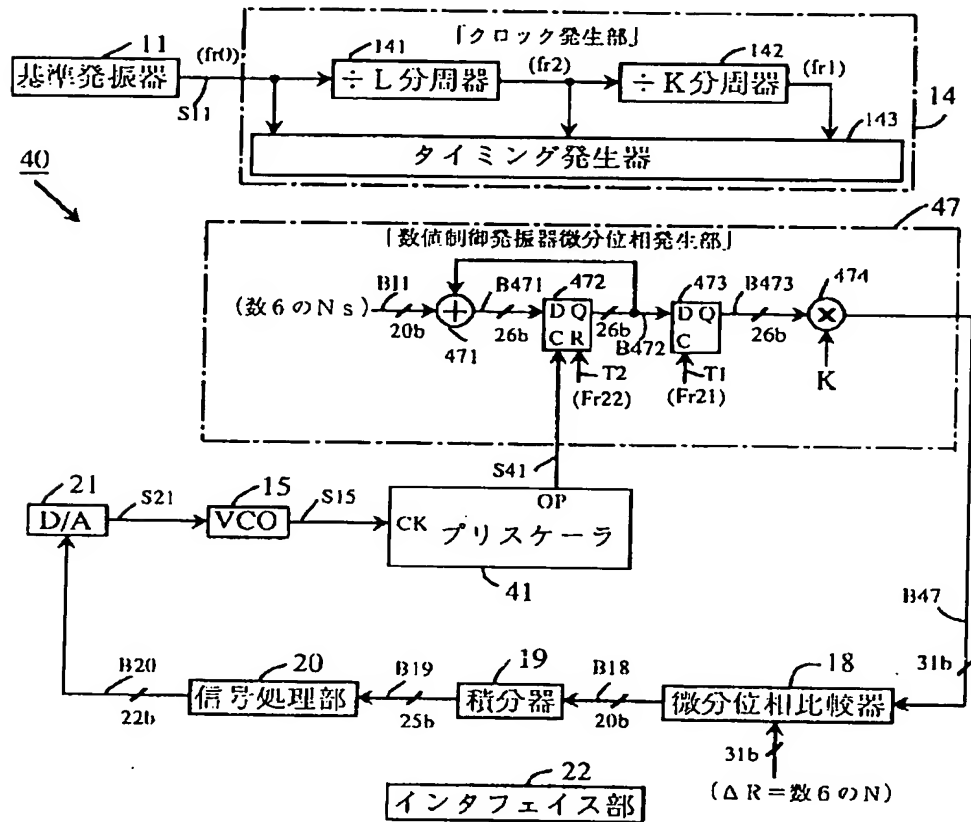 11
基準発振器
(fr0)
S11
「クロック発生部」
141
÷L分周器
(fr2)
142
÷K分周器
(fr1)
14
143
タイミング発生器
40
47
「数値制御発振器微分位相発生部」
(数6のNs)
B11
20b
+
471
B471
26b
472
D Q
C R
26b
B472
T2
(Fr22)
473
D Q
C
T1
(Fr21)
B473
26b
474
×
K
S41
21
D/A
S21
15
VCO
S15
OP
CK
プリスケーラ
41
B47
31b
B20
22b
20
信号処理部
B19
25b
19
積分器
B18
20b
18
微分位相比較器
31b
(ΔR=数6のN)
22
インタフェイス部